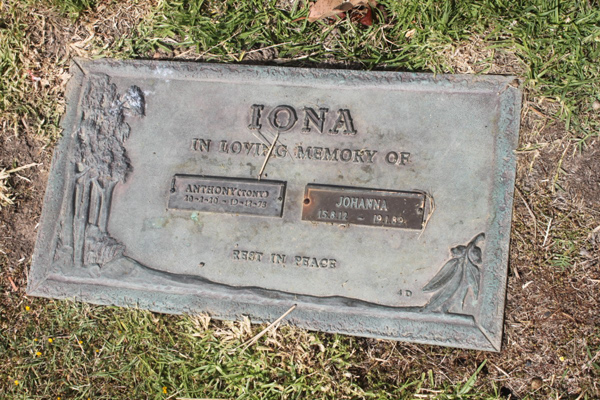 IONA
IN LOVING MEMORY OF
ANTHONY (TONY)
JOHANNA
15.8.12 ~ 19.1.89
REST IN PEACE